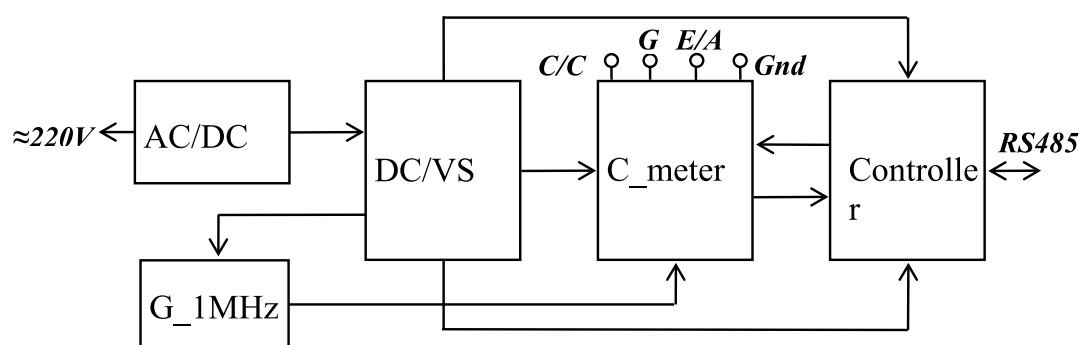 G E/A
C/C Gnd
≈220V AC/DC DC/VS C_meter Controlle
r
RS485
G_1MHz